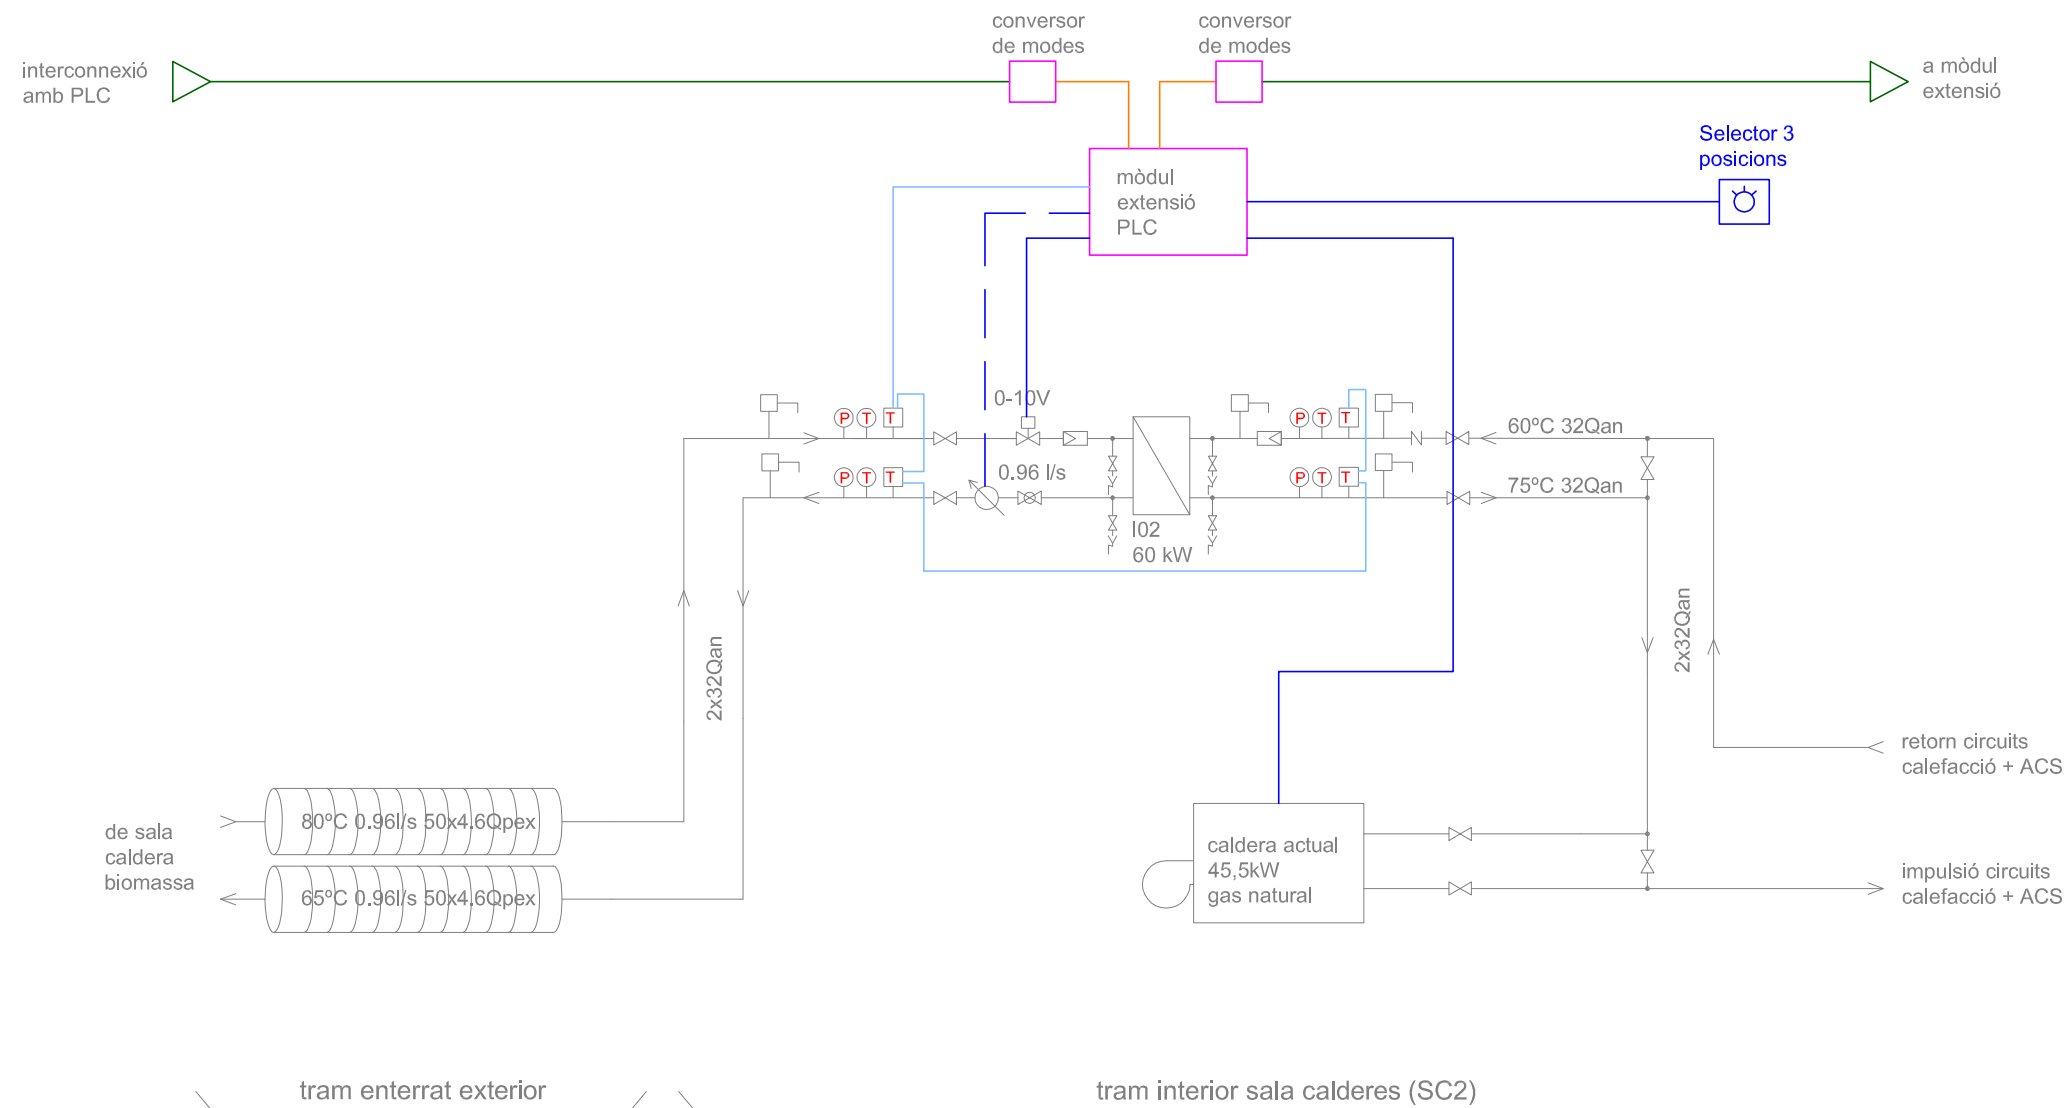 conversor
de modes
conversor
de modes
interconnexió
amb PLC
a mòdul
extensió
Selector 3
posicions
mòdul
extensió
PLC
0-10V
P
T
T
P
T
T
60ºC 32Qan
0.96 l/s
P
T
T
P
T
T
75ºC 32Qan
I02
60 kW
2x32Qan
2x32Qan
retorn circuits
calefacció + ACS
de sala
caldera
biomassa
80ºC 0.96l/s 50x4.6Qpex
65ºC 0.96l/s 50x4.6Qpex
caldera actual
45,5kW
gas natural
impulsió circuits
calefacció + ACS
tram enterrat exterior
tram interior sala calderes (SC2)